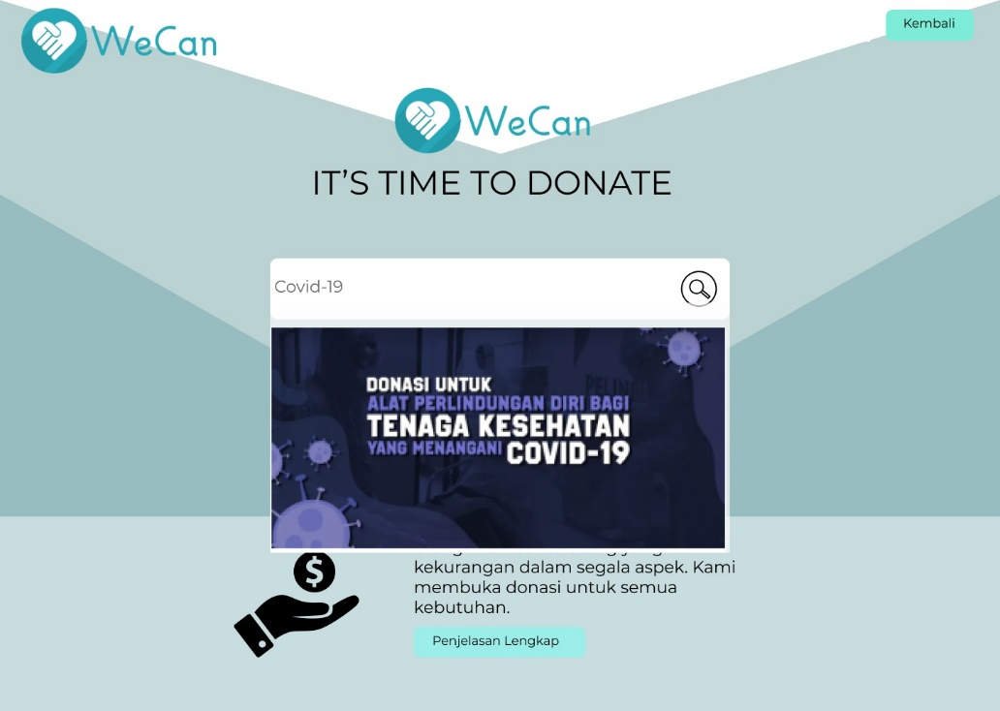 WeCan
Kembali
WeCan
IT’S TIME TO DONATE
Covid-19
DONASI UNTUK
ALAT PERLINDUNGAN DIRI BAGI
TENAGA KESEHATAN
YANG MENANGANI COVID-19
$
kekurangan dalam segala aspek. Kami
membuka donasi untuk semua
kebutuhan.
Penjelasan Lengkap